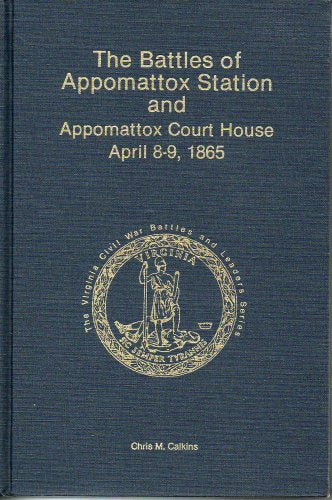 The Battles of
Appomattox Station
and
Appomattox Court House
April 8-9, 1865
The Virginia Civil War Battles and Leaders Series
VIRGINIA
SIC SEMPER TYRANNIS
Chris M. Calkins